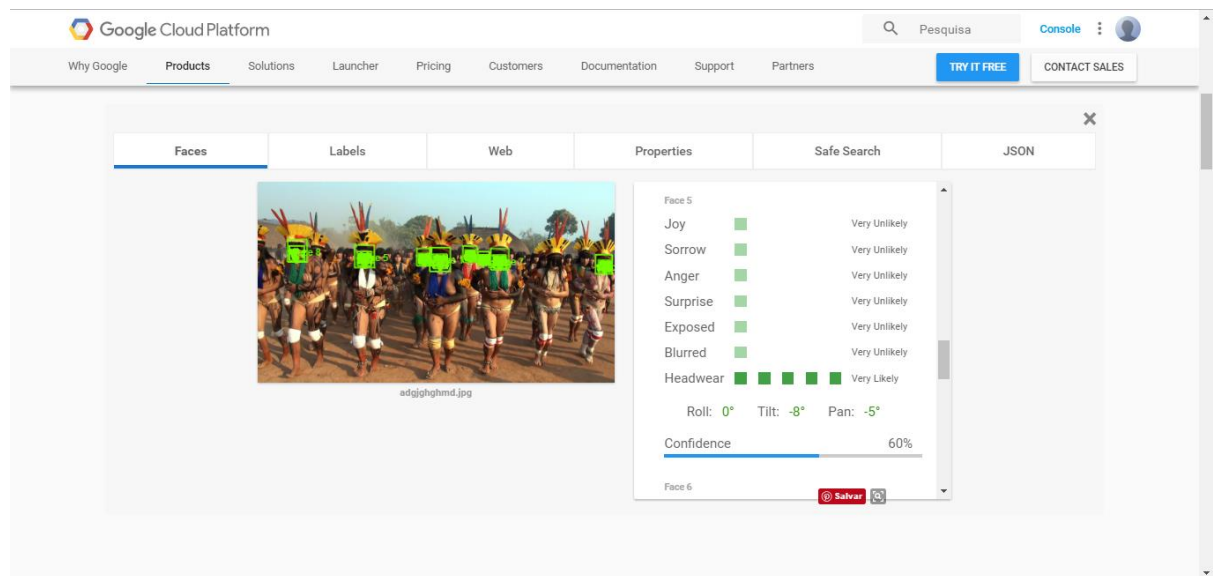 Google Cloud Platform
Pesquisa
Console
Why Google Products Solutions Launcher Pricing Customers Documentation Support Partners
TRY IT FREE
CONTACT SALES
Faces Labels Web Properties Safe Search JSON
Face 5
Joy Very Unlikely
Sorrow Very Unlikely
Anger Very Unlikely
Surprise Very Unlikely
Exposed Very Unlikely
Blurred Very Unlikely
Headwear Very Likely
Roll: 0° Tilt: -8° Pan: -5°
Confidence 60%
Face 6
Salvar
adgjghghmd.jpg